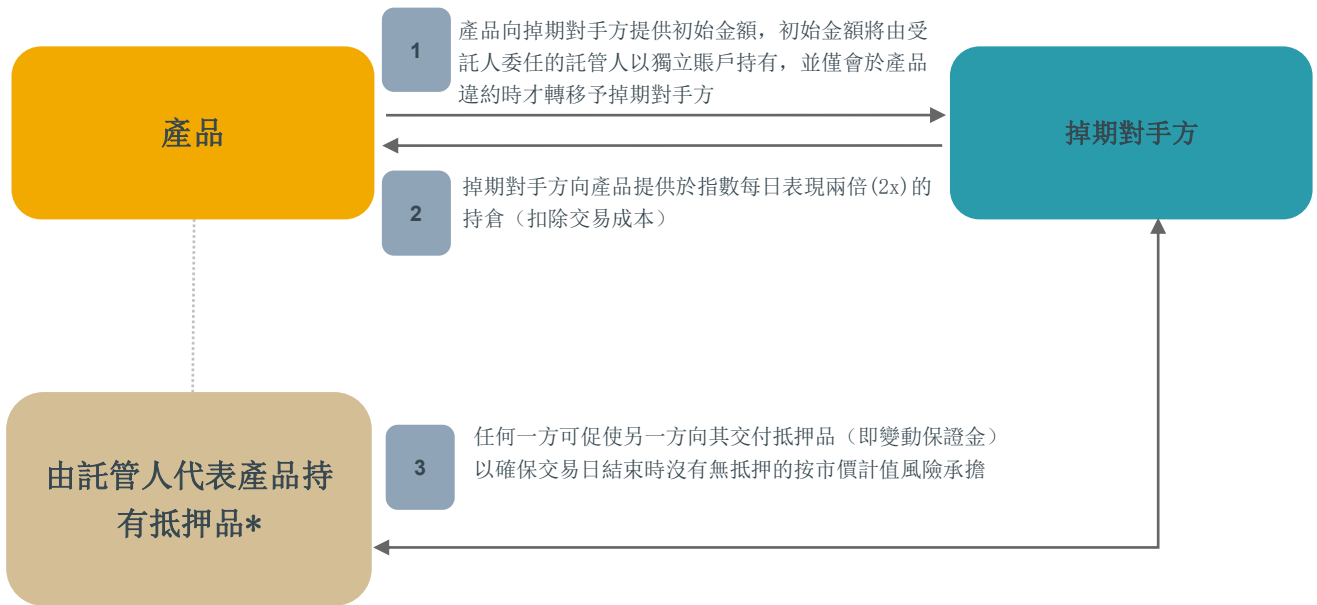 1
產品向掉期對手方提供初始金額，初始金額將由受
託人委任的託管人以獨立賬戶持有，並僅會於產品
違約時才轉移予掉期對手方
產品
掉期對手方
2
掉期對手方向產品提供於指數每日表現兩倍(2x)的
持倉（扣除交易成本）
由託管人代表產品持
有抵押品*
3
任何一方可促使另一方向其交付抵押品（即變動保證金）
以確保交易日結束時沒有無抵押的按市價計值風險承擔